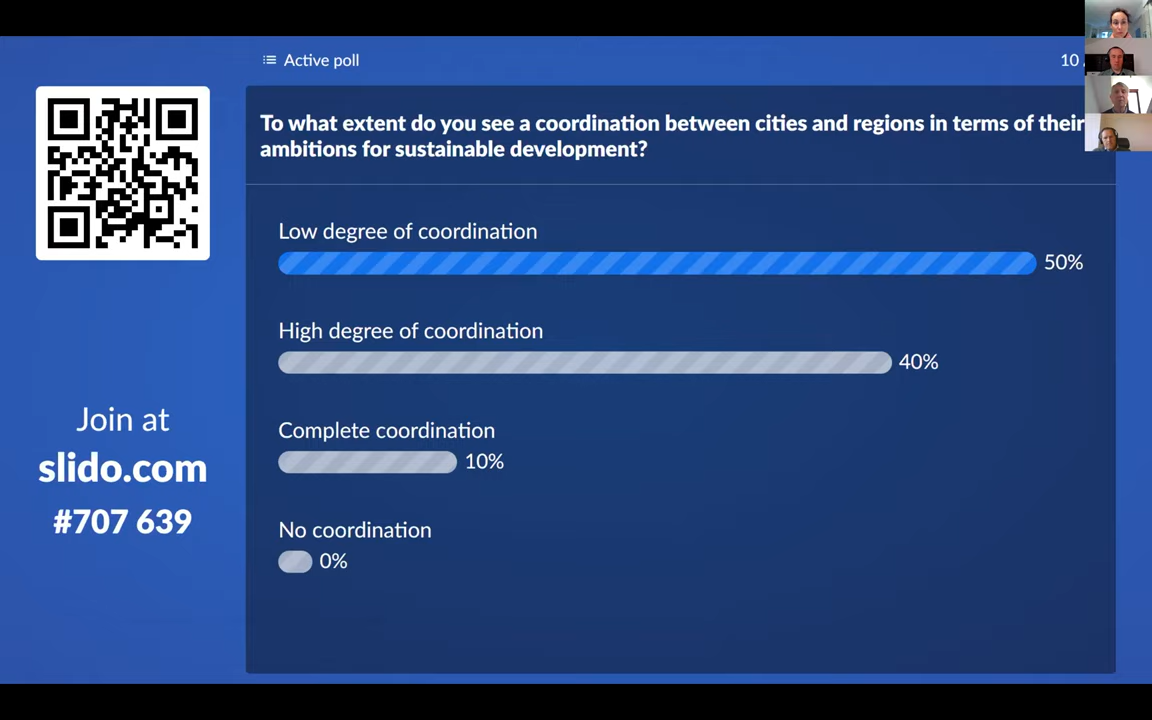 Active poll
10
To what extent do you see a coordination between cities and regions in terms of their
ambitions for sustainable development?
Low degree of coordination
50%
High degree of coordination
40%
Complete coordination
10%
No coordination
0%
Join at
slido.com
#707 639